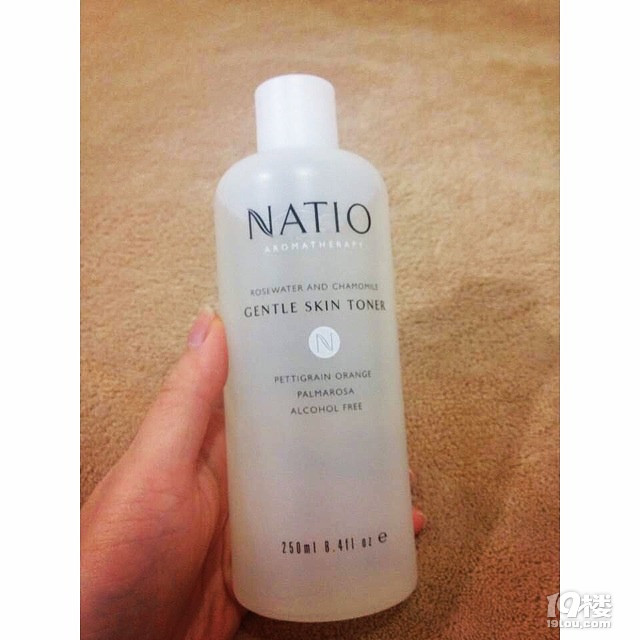 NATIO
AROMATHERAPY
ROSEWATER AND CHAMOMILE
GENTLE SKIN TONER
N
PETTIGRAIN ORANGE
PALMAROSA
ALCOHOL FREE
250ml 8.4fl oz e
19楼
19lou.com